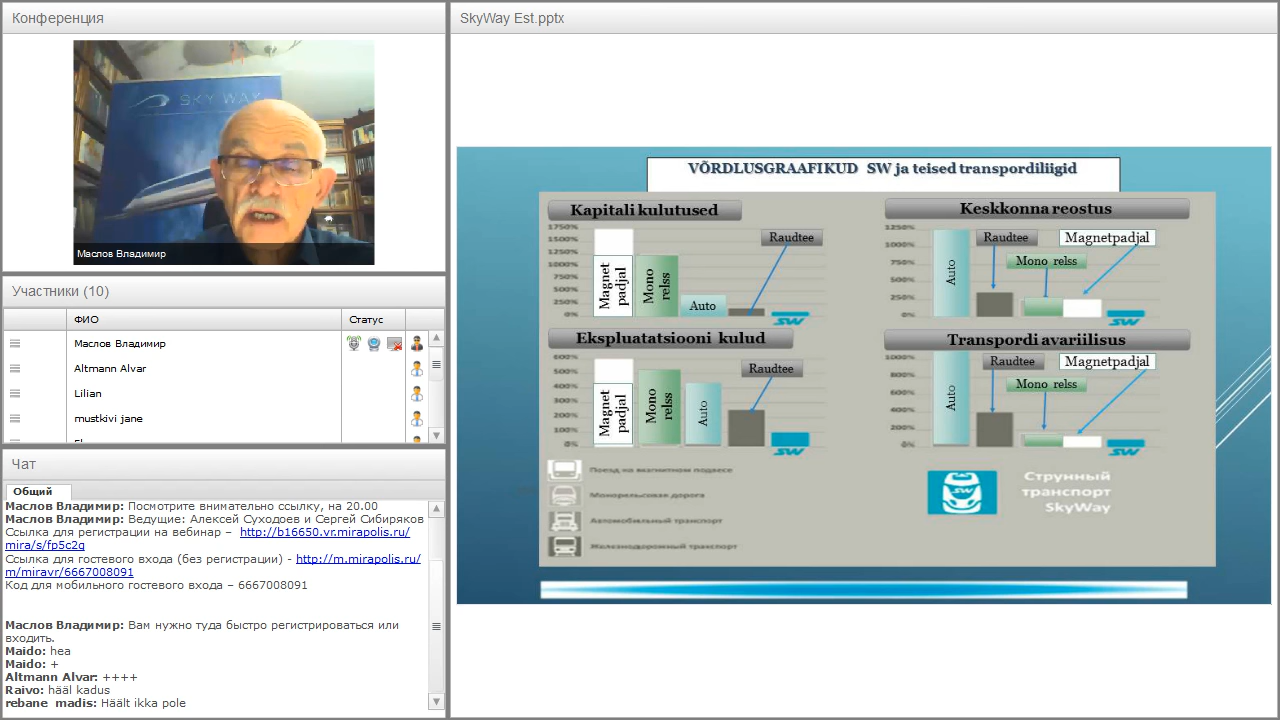 Конференция
SKY WAY
Маслов Владимир
Участники (10)
ФИО
Статус
Маслов Владимир
Altmann Alvar
Lilian
mustkivi jane
Чат
Общий
Маслов Владимир: Посмотрите внимательно ссылку, на 20.00
Маслов Владимир: Ведущие: Алексей Суходоев и Сергей Сибиряков
Ссылка для регистрации на вебинар – http://b16650.vr.mirapolis.ru/
mira/s/fp5c2q
Ссылка для гостевого входа (без регистрации) - http://m.mirapolis.ru/
m/miravr/6667008091
Код для мобильного гостевого входа – 6667008091
Маслов Владимир: Вам нужно туда быстро регистрироваться или
входить.
Maido: hea
Maido: +
Altmann Alvar: ++++
Raivo: hääl kadus
rebane madis: Häält ikka pole
SkyWay Est.pptx
VÕRDLUSGRAAFIKUD SW ja teised transpordiliigid
Kapitali kulutused
1750%
1500%
1250%
1000%
750%
500%
250%
0%
Magnet
padjal
Mono
relss
Auto
Raudtee
SW
Keskkonna reostus
1250%
1000%
750%
500%
250%
0%
Auto
Raudtee
Magnetpadjal
Mono relss
SW
Ekspluatatsiooni kulud
600%
500%
400%
300%
200%
100%
0%
Magnet
padjal
Mono
relss
Auto
Raudtee
SW
Transpordi avariilisus
1000%
800%
600%
400%
200%
0%
Auto
Raudtee
Magnetpadjal
Mono relss
SW
Поезд на магнитном подвесе
Монорельсовая дорога
Автомобильный транспорт
Железнодорожный транспорт
SW
Струнный
транспорт
SkyWay